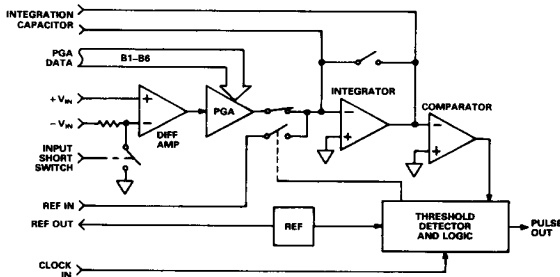 INTEGRATION
CAPACITOR
PGA
DATA
B1–B6
+VIN
–VIN
+
–
DIFF
AMP
PGA
INPUT
SHORT
SWITCH
–
+
INTEGRATOR
–
+
COMPARATOR
REF IN
REF OUT
REF
THRESHOLD
DETECTOR
AND LOGIC
PULSE
OUT
CLOCK
IN